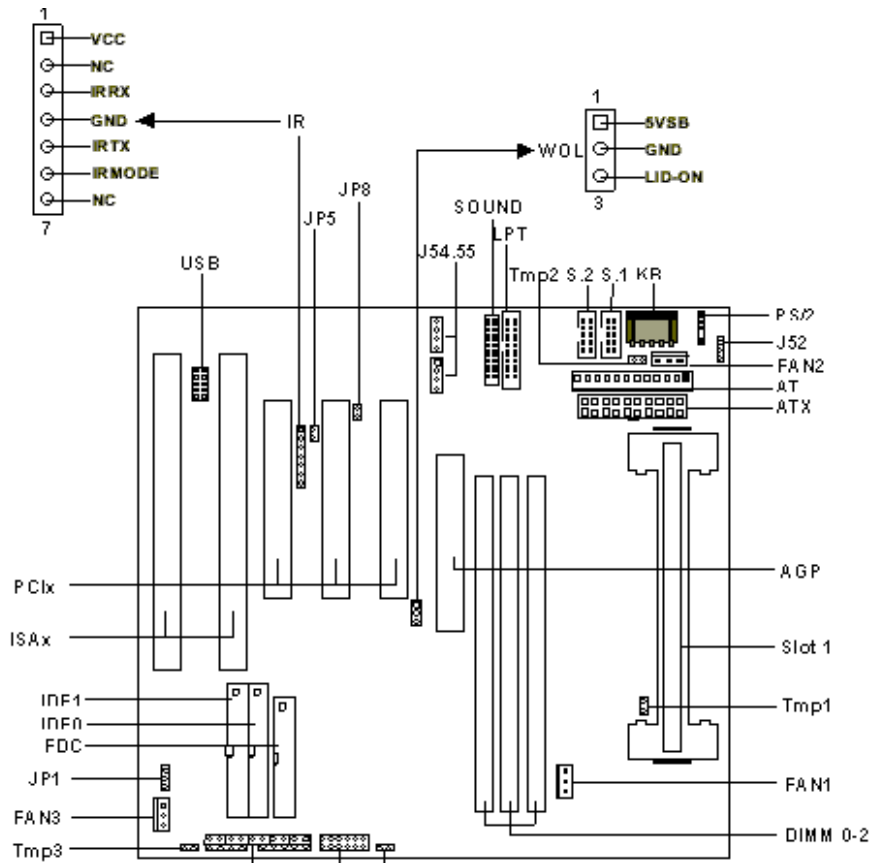 1
VCC
NC
IRRX
GND
IRTX
IRMODE
NC
7
IR
1
5VSB
GND
LID-ON
3
WOL
JP8
JP5
SOUND
LPT
J54.55
USB
Tmp2 S.2 S.1 KB
PS/2
J52
FAN2
AT
ATX
PCIx
AGP
ISAx
Slot 1
IDE1
IDE0
FDC
Tmp1
JP1
FAN1
FAN3
DIMM 0-2
Tmp3